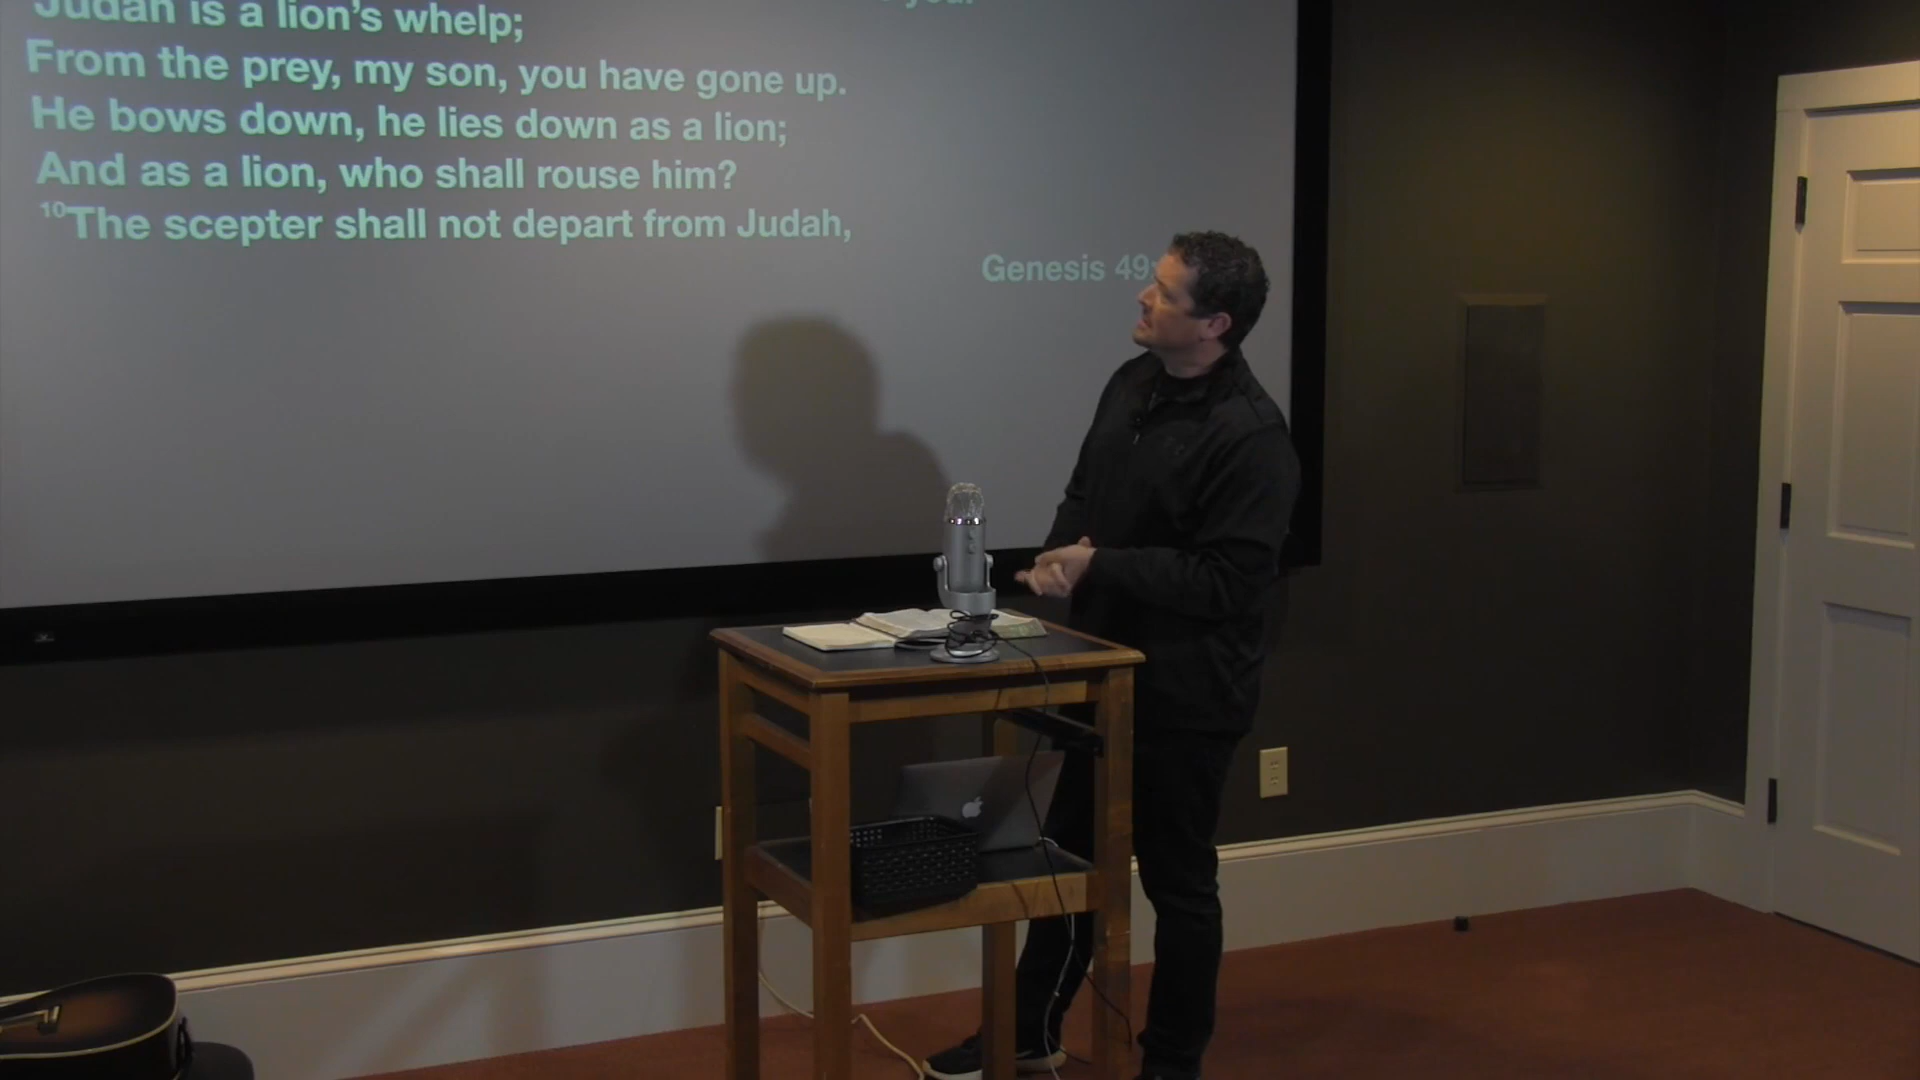 you.
Judah is a lion's whelp;
From the prey, my son, you have gone up.
He bows down, he lies down as a lion;
And as a lion, who shall rouse him?
10The scepter shall not depart from Judah,
Genesis 49: